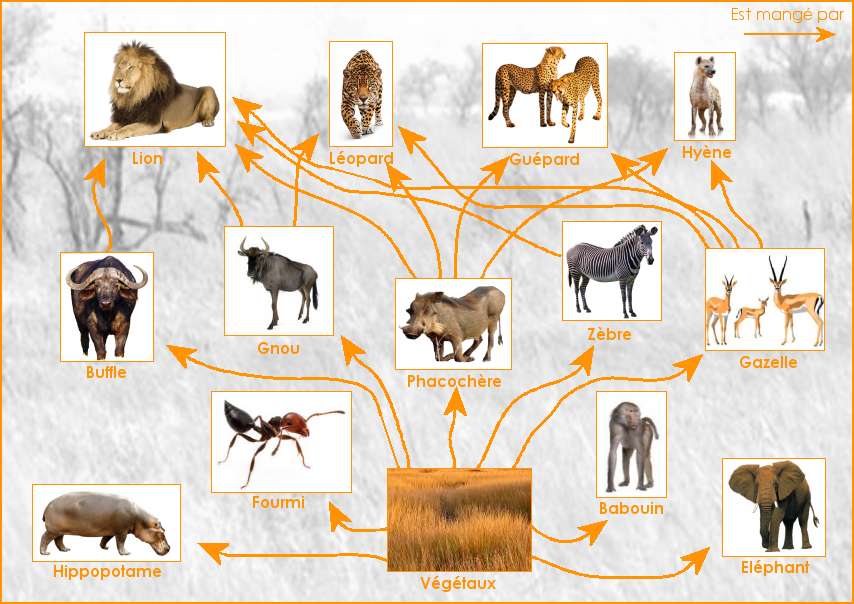 Est mangé par
Lion
Léopard
Guépard
Hyène
Buffle
Gnou
Phacochère
Zèbre
Gazelle
Fourmi
Babouin
Hippopotame
Végétaux
Eléphant